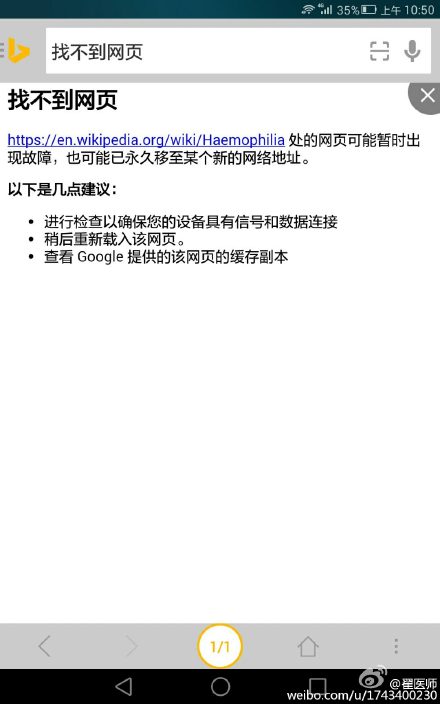 4G 35% 上午 10:50
找不到网页
找不到网页
https://en.wikipedia.org/wiki/Haemophilia 处的网页可能暂时出
现故障，也可能已永久移至某个新的网络地址。
以下是几点建议：
• 进行检查以确保您的设备具有信号和数据连接
• 稍后重新载入该网页。
• 查看 Google 提供的该网页的缓存副本
1/1
@翟医师
weibo.com/u/1743400230